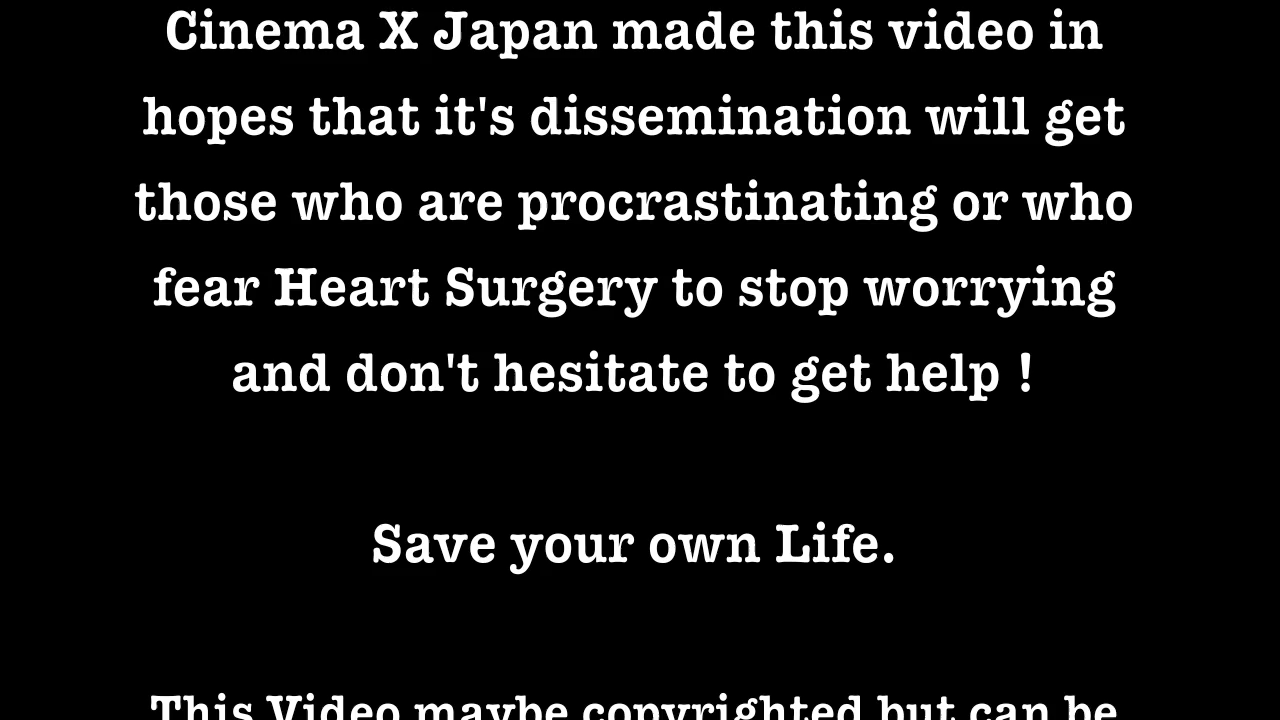 Cinema X Japan made this video in
hopes that it's dissemination will get
those who are procrastinating or who
fear Heart Surgery to stop worrying
and don't hesitate to get help !
Save your own Life.
This Video maybe copyrighted but can be